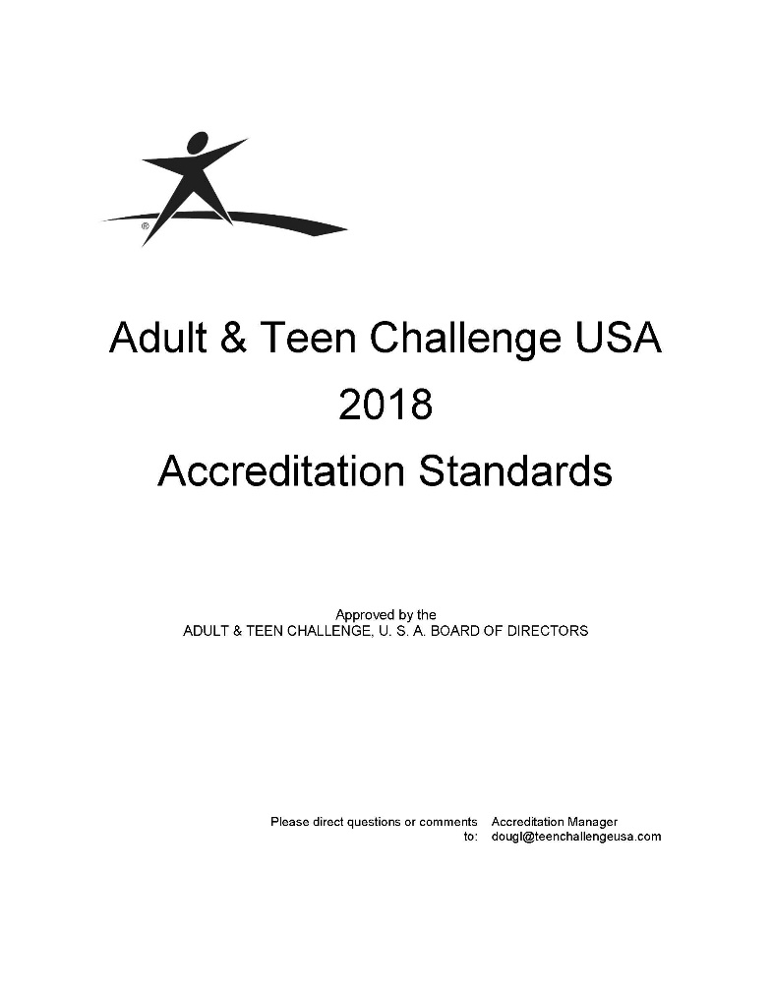 ®
Adult & Teen Challenge USA
2018
Accreditation Standards
Approved by the
ADULT & TEEN CHALLENGE, U. S. A. BOARD OF DIRECTORS
Please direct questions or comments Accreditation Manager
to: dougl@teenchallengeusa.com